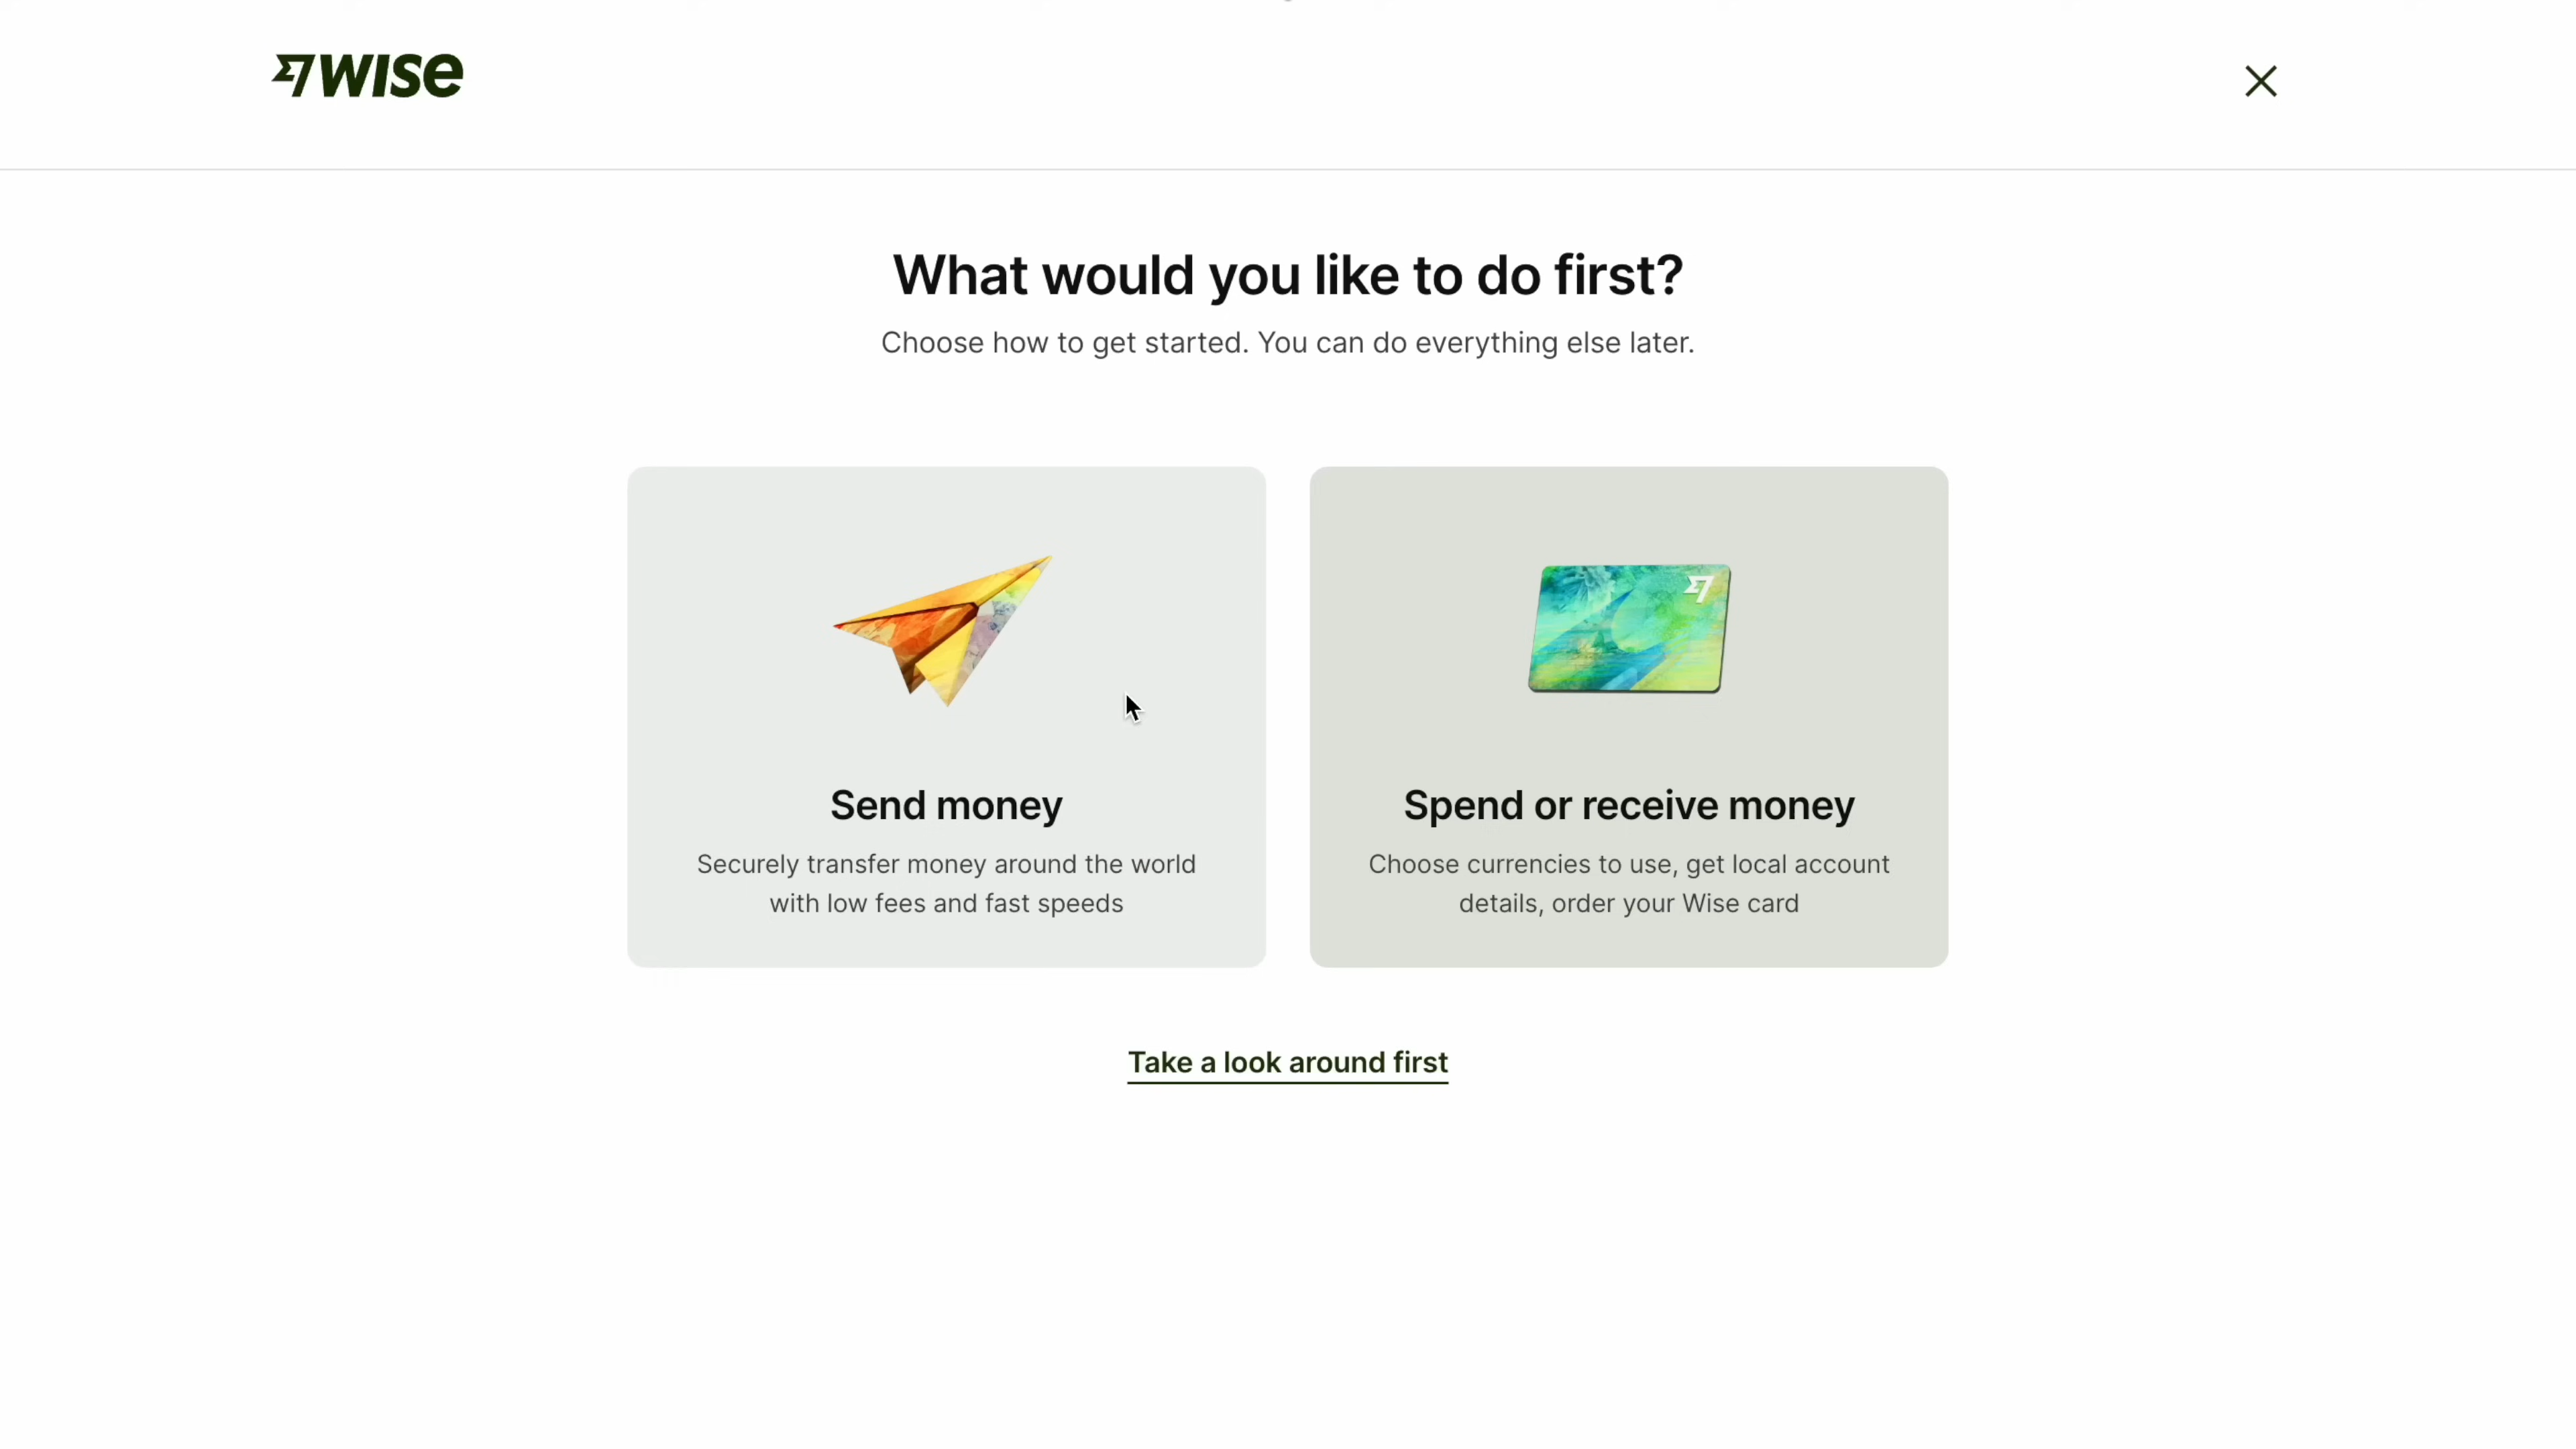 WISE
What would you like to do first?
Choose how to get started. You can do everything else later.
Send money
Securely transfer money around the world
with low fees and fast speeds
Spend or receive money
Choose currencies to use, get local account
details, order your Wise card
Take a look around first